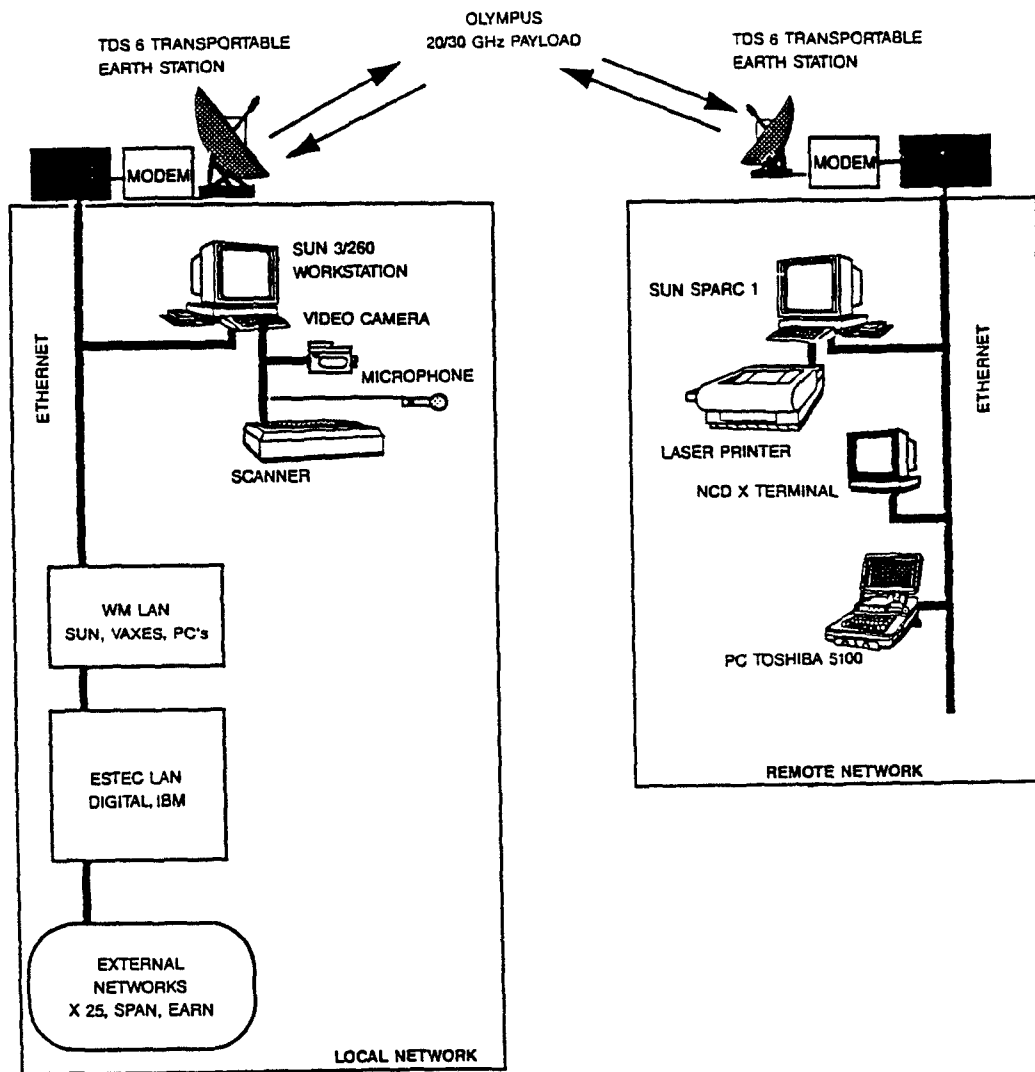 OLYMPUS
20/30 GHz PAYLOAD
TDS 6 TRANSPORTABLE
EARTH STATION
TDS 6 TRANSPORTABLE
EARTH STATION
MODEM
MODEM
SUN 3/260
WORKSTATION
VIDEO CAMERA
MICROPHONE
SCANNER
ETHERNET
WM LAN
SUN, VAXES, PC's
ESTEC LAN
DIGITAL, IBM
EXTERNAL
NETWORKS
X 25, SPAN, EARN
LOCAL NETWORK
SUN SPARC 1
ETHERNET
LASER PRINTER
NCD X TERMINAL
PC TOSHIBA 5100
REMOTE NETWORK